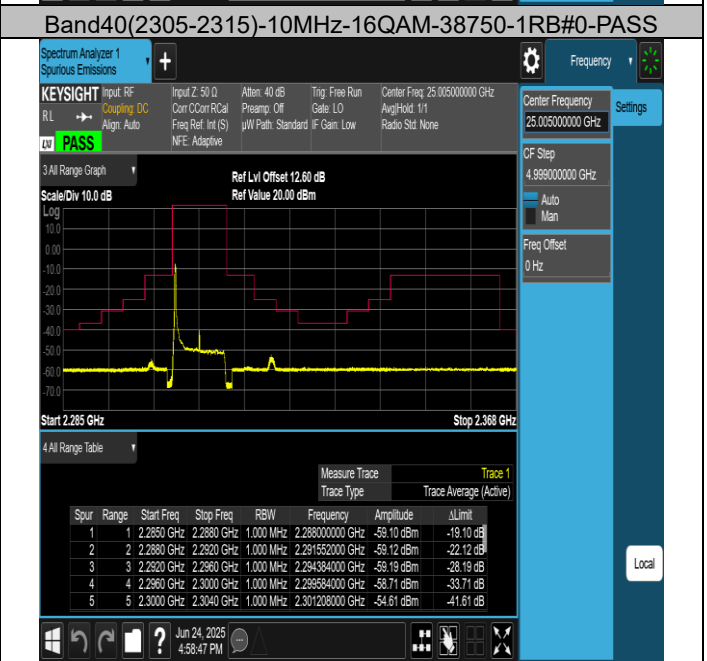 Band40(2305-2315)-10MHz-16QAM-38750-1RB#0-PASS
Spectrum Analyzer 1
Spurious Emissions
+
Frequency
KEYSIGHT
RL
LXI
PASS
Input: RF
Coupling: DC
Align: Auto
Input Z: 50 Ω
Corr CCorr RCal
Freq Ref: Int (S)
NFE: Adaptive
Atten: 40 dB
Preamp: Off
µW Path: Standard
Trig: Free Run
Gate: LO
IF Gain: Low
Center Freq: 25.005000000 GHz
Avg|Hold: 1/1
Radio Std: None
Center Frequency
25.005000000 GHz
Settings
CF Step
4.999000000 GHz
Auto
Man
Freq Offset
0 Hz
3 All Range Graph
Ref Lvl Offset 12.60 dB
Scale/Div 10.0 dB
Ref Value 20.00 dBm
Log
10.0
0.00
-10.0
-20.0
-30.0
-40.0
-50.0
-60.0
-70.0
Start 2.285 GHz
Stop 2.368 GHz
4 All Range Table
Measure Trace Trace 1
Trace Type Trace Average (Active)
Spur Range Start Freq Stop Freq RBW Frequency Amplitude ΔLimit
1 1 2.2850 GHz 2.2880 GHz 1.000 MHz 2.288000000 GHz -59.10 dBm -19.10 dB
2 2 2.2880 GHz 2.2920 GHz 1.000 MHz 2.291552000 GHz -59.12 dBm -22.12 dB
3 3 2.2920 GHz 2.2960 GHz 1.000 MHz 2.294384000 GHz -59.19 dBm -28.19 dB
4 4 2.2960 GHz 2.3000 GHz 1.000 MHz 2.299584000 GHz -58.71 dBm -33.71 dB
5 5 2.3000 GHz 2.3040 GHz 1.000 MHz 2.301208000 GHz -54.61 dBm -41.61 dB
Local
?
Jun 24, 2025
4:58:47 PM